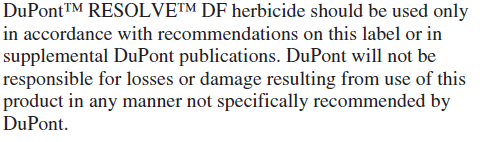 DuPont™ RESOLVE™ DF herbicide should be used only
in accordance with recommendations on this label or in
supplemental DuPont publications. DuPont will not be
responsible for losses or damage resulting from use of this
product in any manner not specifically recommended by
DuPont.